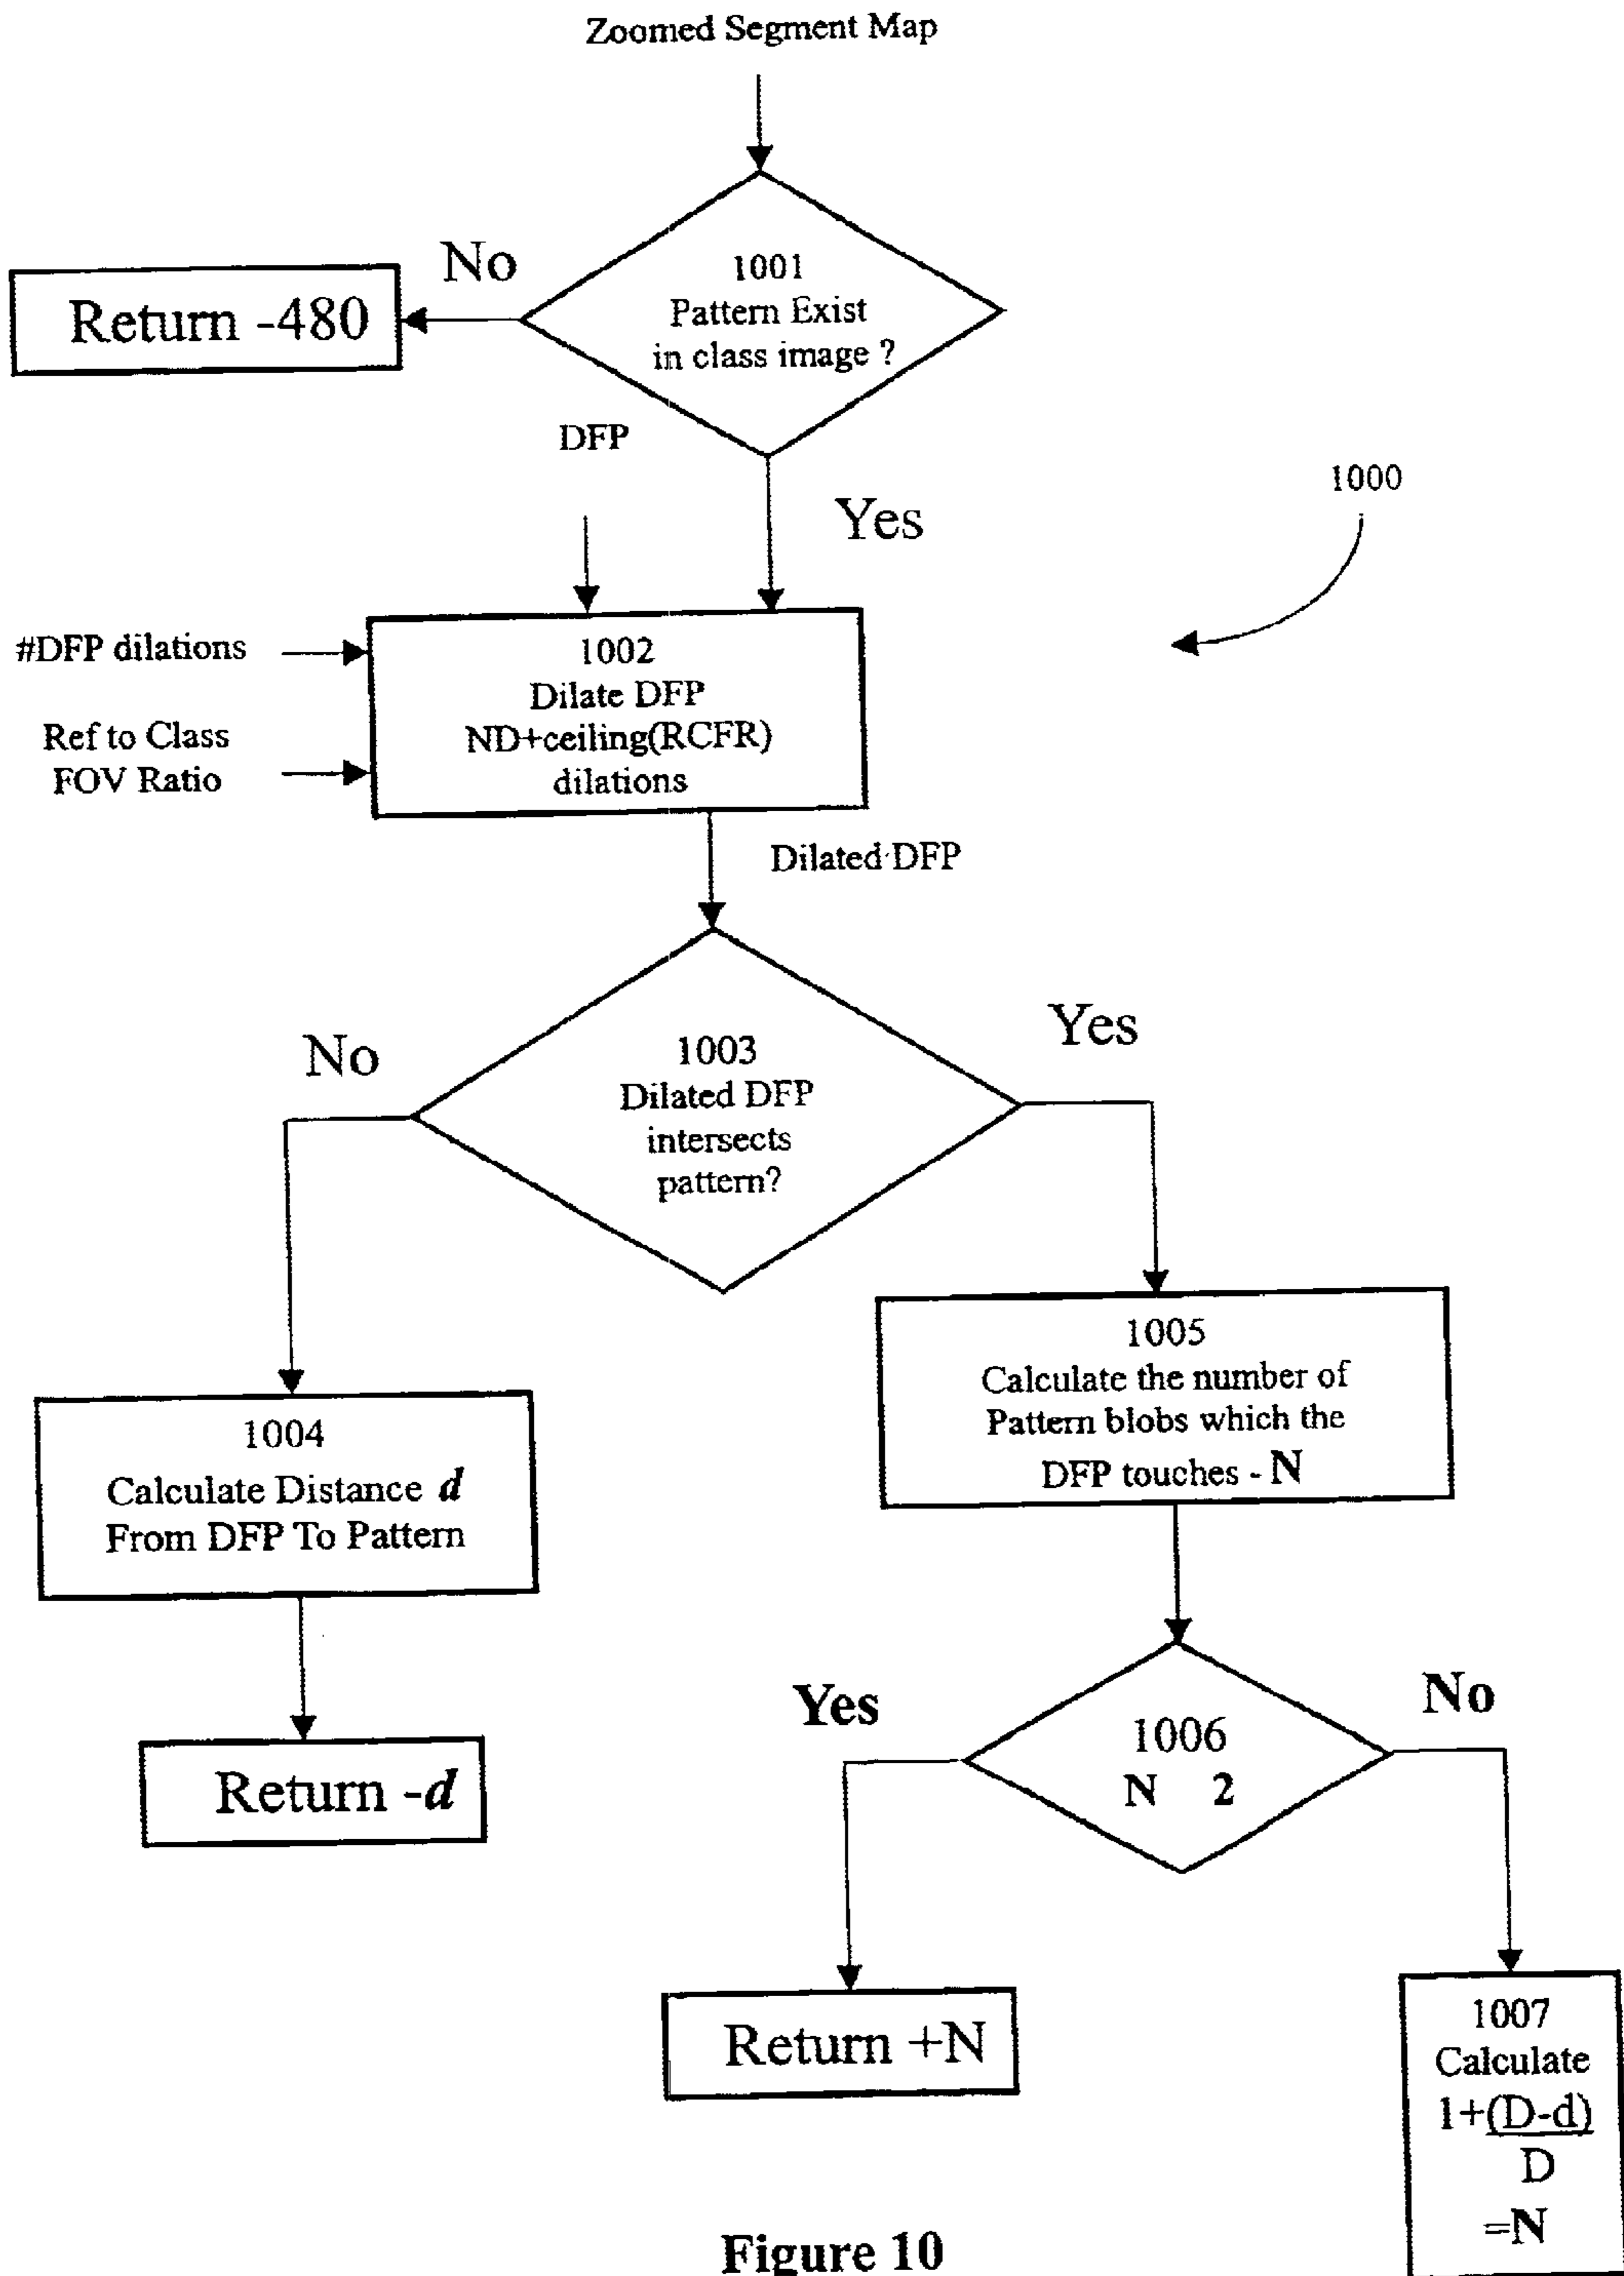 Zoomed Segment Map
No
Return -480
1001
Pattern Exist
in class image ?
DFP
Yes
1000
#DFP dilations
Ref to Class
FOV Ratio
1002
Dilate DFP
ND+ceiling(RCFR)
dilations
Dilated DFP
No
1003
Dilated DFP
intersects
pattern?
Yes
1004
Calculate Distance d
From DFP To Pattern
Return -d
1005
Calculate the number of
Pattern blobs which the
DFP touches - N
Yes
1006
N 2
No
Return +N
1007
Calculate
1+(D-d)
D
=N
Figure 10